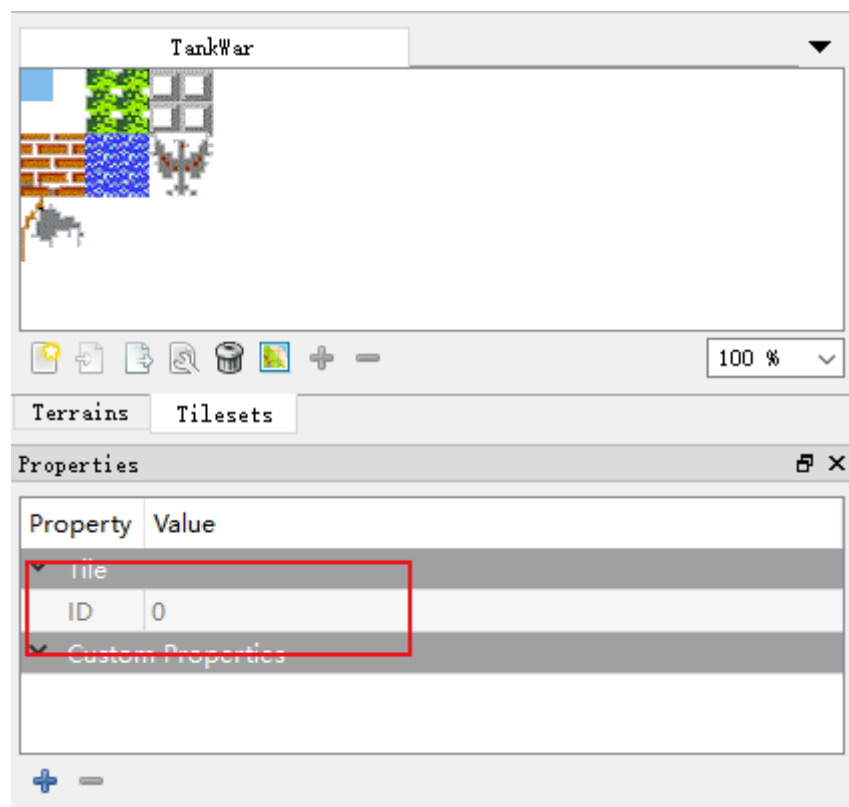 TankWar
100 %
Terrains Tilesets
Properties
Property Value
Tile
ID 0
Custom Properties